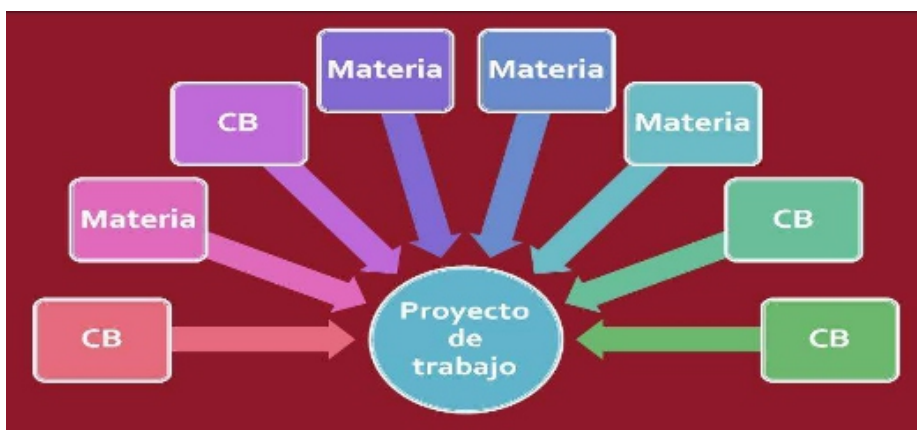 Materia
Materia
CB
Materia
Materia
CB
CB
CB
Proyecto
de
trabajo